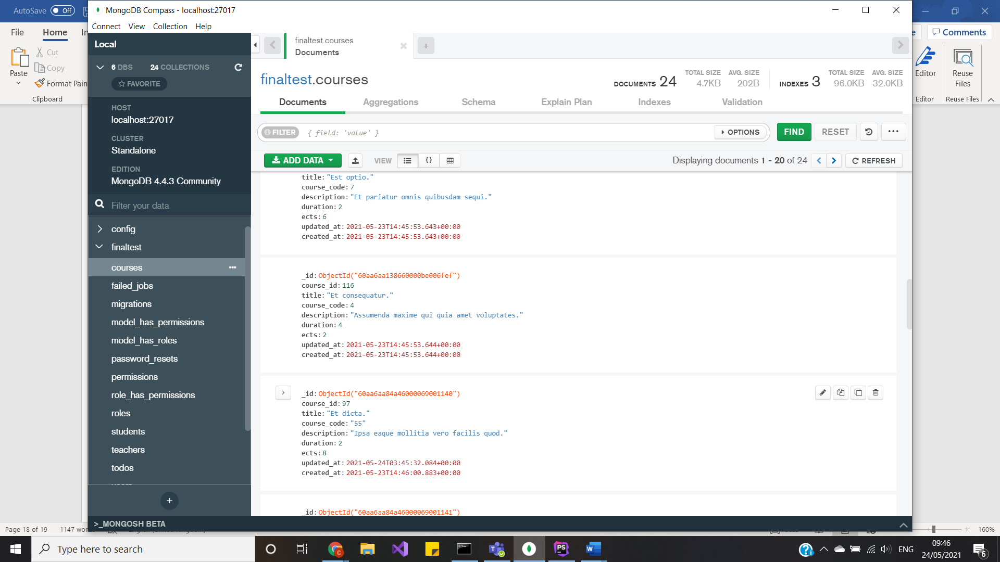 AutoSave Off
MongoDB Compass - localhost:27017
Connect View Collection Help
File Home
Comments
Cut
Copy
Format Pain
Paste
Clipboard
Editor
Editor
Reuse
Files
Reuse Files
Local
6 DBS 24 COLLECTIONS
FAVORITE
HOST
localhost:27017
CLUSTER
Standalone
EDITION
MongoDB 4.4.3 Community
Filter your data
config
finaltest
courses
failed_jobs
migrations
model_has_permissions
model_has_roles
password_resets
permissions
role_has_permissions
roles
students
teachers
todos
>_MONGOSH BETA
finaltest.courses
Documents
finaltest.courses
DOCUMENTS 24 TOTAL SIZE 4.7KB AVG. SIZE 202B
INDEXES 3 TOTAL SIZE 96.0KB AVG. SIZE 32.0KB
Documents Aggregations Schema Explain Plan Indexes Validation
FILTER { field: 'value' } OPTIONS FIND RESET
ADD DATA VIEW {} Displaying documents 1 - 20 of 24 REFRESH
title: "Est optio."
course_code: 7
description: "Et pariatur omnis quibusdam sequi."
duration: 2
ects: 6
updated_at: 2021-05-23T14:45:53.643+00:00
created_at: 2021-05-23T14:45:53.643+00:00
_id: ObjectId("60aa6aa138660000be006fef")
course_id: 116
title: "Et consequatur."
course_code: 4
description: "Assumenda maxime qui quia amet voluptates."
duration: 4
ects: 2
updated_at: 2021-05-23T14:45:53.644+00:00
created_at: 2021-05-23T14:45:53.644+00:00
_id: ObjectId("60aa6aa84a46000069001140")
course_id: 97
title: "Et dicta."
course_code: "55"
description: "Ipsa eaque mollitia vero facilis quod."
duration: 2
ects: 8
updated_at: 2021-05-24T03:45:32.084+00:00
created_at: 2021-05-23T14:46:00.883+00:00
_id: ObjectId("60aa6aa84a46000069001141")
Page 18 of 19 1147 wor
160%
Type here to search
ENG
09:46
24/05/2021
6